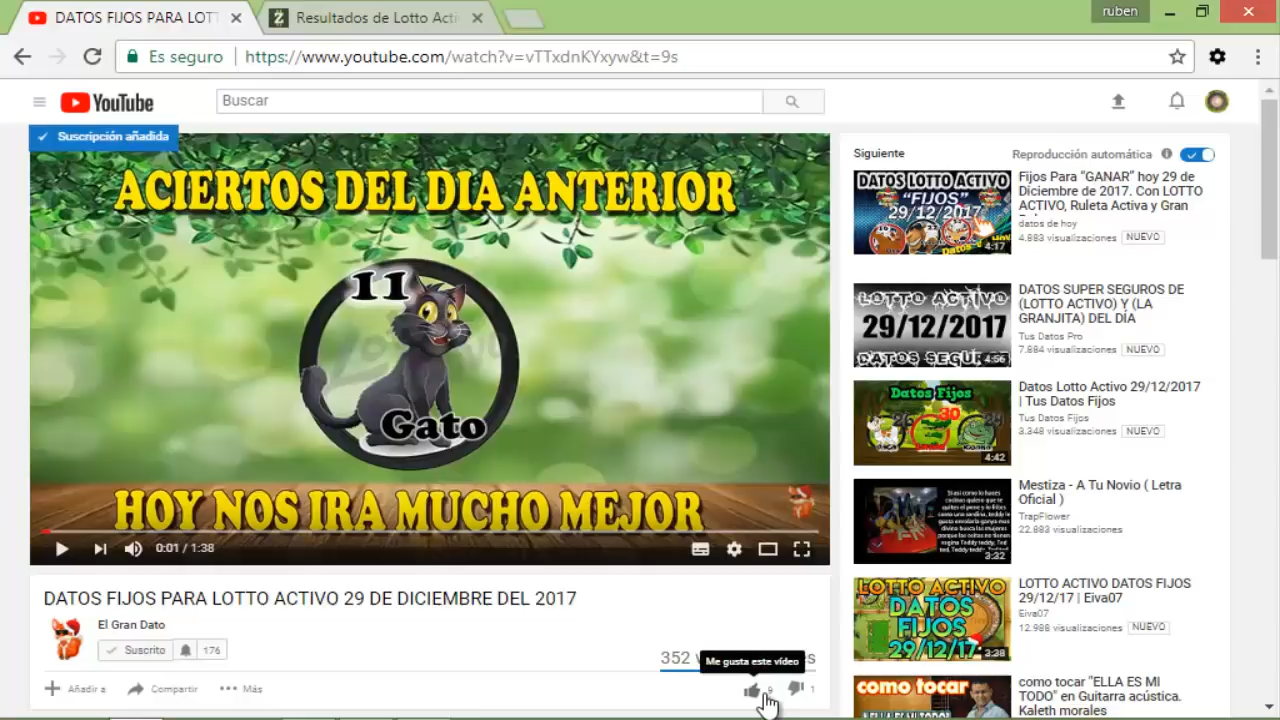 DATOS FIJOS PARA LOT
Resultados de Lotto Acti
ruben
Es seguro
https://www.youtube.com/watch?v=vTTxdnKYxyw&t=9s
YouTube
Buscar
Suscripción añadida
ACIERTOS DEL DIA ANTERIOR
11
Gato
HOY NOS IRA MUCHO MEJOR
0:01 / 1:38
DATOS FIJOS PARA LOTTO ACTIVO 29 DE DICIEMBRE DEL 2017
El Gran Dato
Suscrito
176
352 v
s
Me gusta este vídeo
Añadir a
Compartir
Más
9
1
Siguiente
Reproducción automática
DATOS LOTTO ACTIVO
"FIJOS"
29/12/2017
4:17
Fijos Para "GANAR" hoy 29 de
Diciembre de 2017. Con LOTTO
ACTIVO, Ruleta Activa y Gran
datos de hoy
4.883 visualizaciones
NUEVO
LOTTO ACTIVO
29/12/2017
DATOS SEGUR
4:56
DATOS SUPER SEGUROS DE
(LOTTO ACTIVO) Y (LA
GRANJITA) DEL DÍA
Tus Datos Pro
7.884 visualizaciones
NUEVO
Datos Fijos
30
4:42
Datos Lotto Activo 29/12/2017
| Tus Datos Fijos
Tus Datos Fijos
3.348 visualizaciones
NUEVO
3:32
Mestiza - A Tu Novio ( Letra
Oficial )
TrapFlower
22.883 visualizaciones
LOTTO ACTIVO
DATOS
FIJOS
29/12/17
3:38
LOTTO ACTIVO DATOS FIJOS
29/12/17 | Eiva07
Eiva07
12.988 visualizaciones
NUEVO
como tocar
como tocar "ELLA ES MI
TODO" en Guitarra acústica.
Kaleth morales